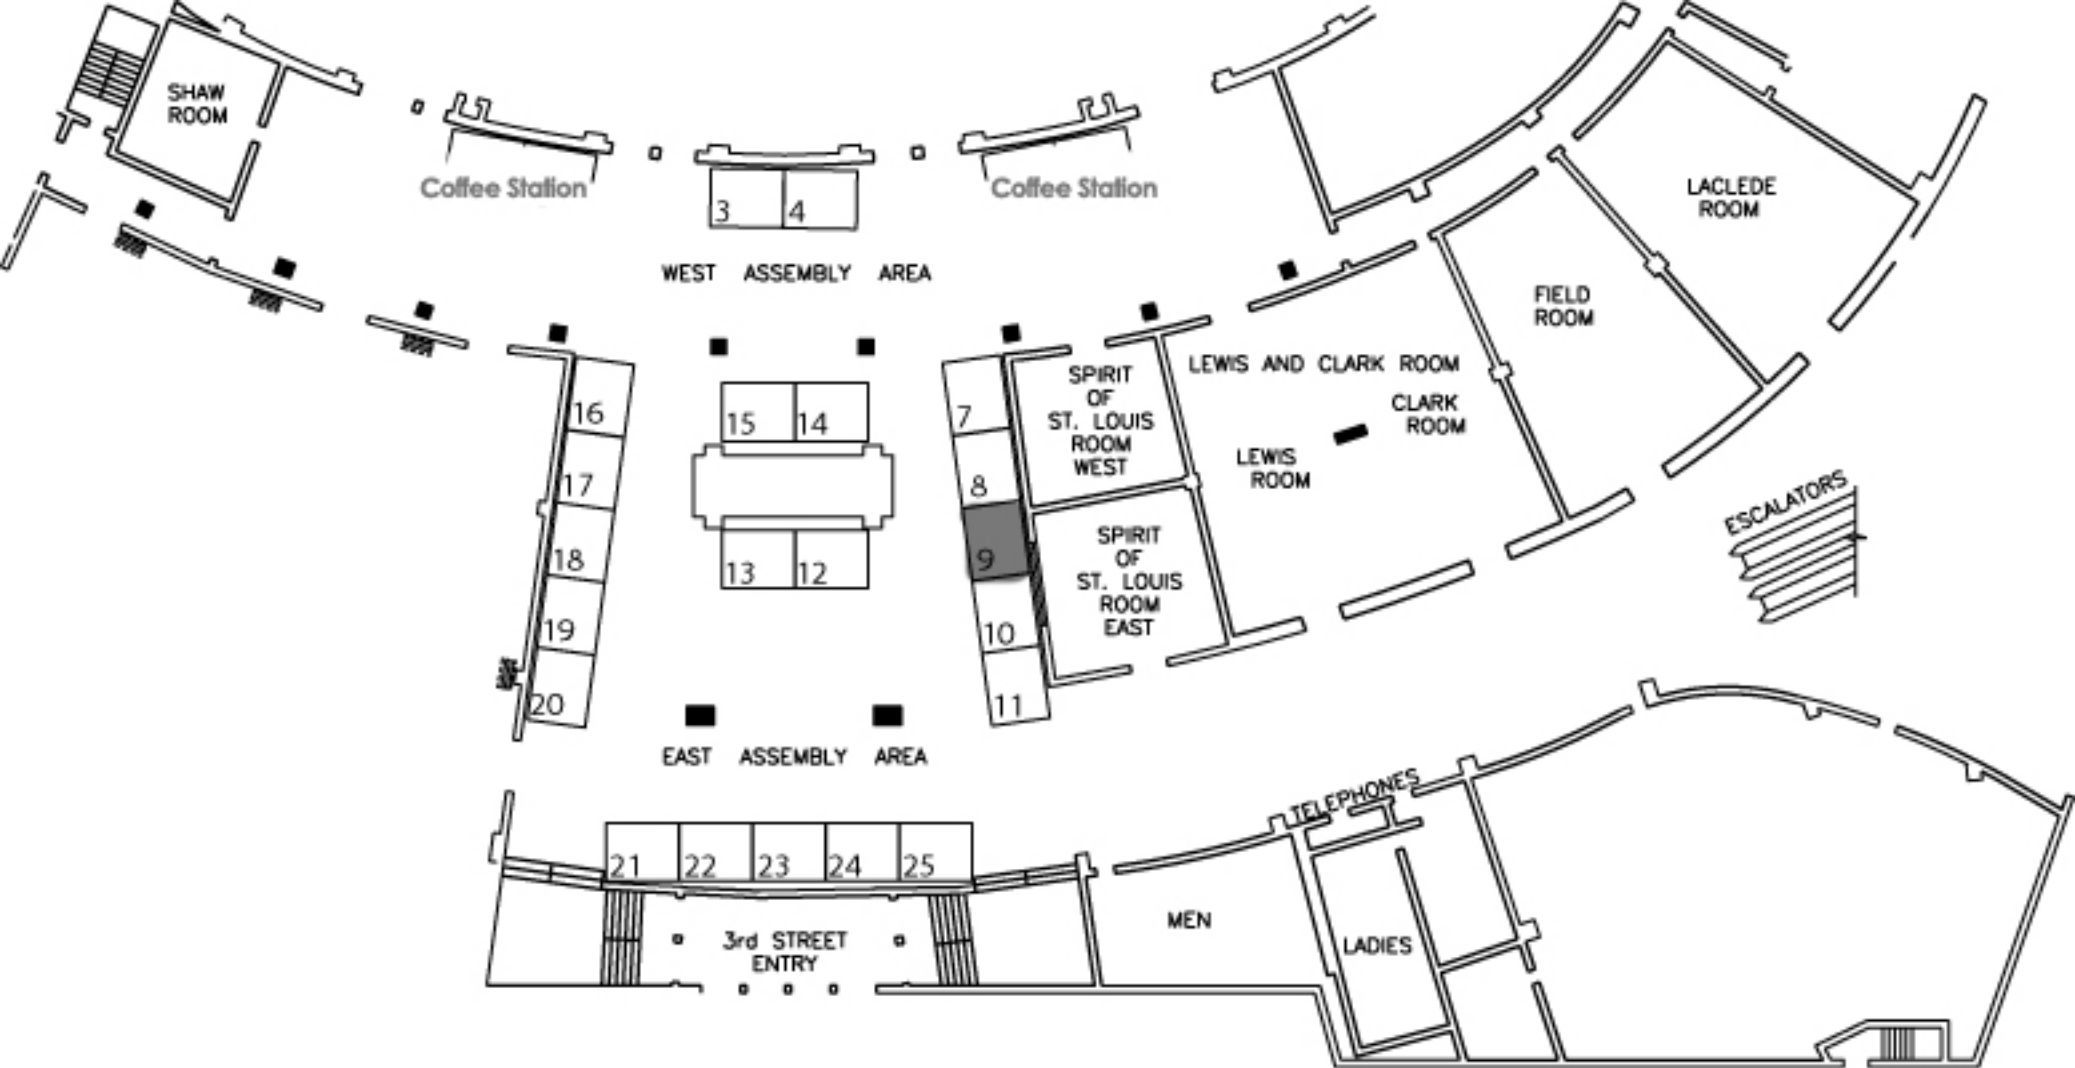 SHAW
ROOM
Coffee Station
Coffee Station
3
4
LACLEDE
ROOM
WEST ASSEMBLY AREA
FIELD
ROOM
LEWIS AND CLARK ROOM
SPIRIT
OF
ST. LOUIS
ROOM
WEST
CLARK
ROOM
LEWIS
ROOM
16
17
18
19
20
15
14
13
12
7
8
9
10
11
SPIRIT
OF
ST. LOUIS
ROOM
EAST
ESCALATORS
EAST ASSEMBLY AREA
TELEPHONES
21
22
23
24
25
MEN
LADIES
3rd STREET
ENTRY